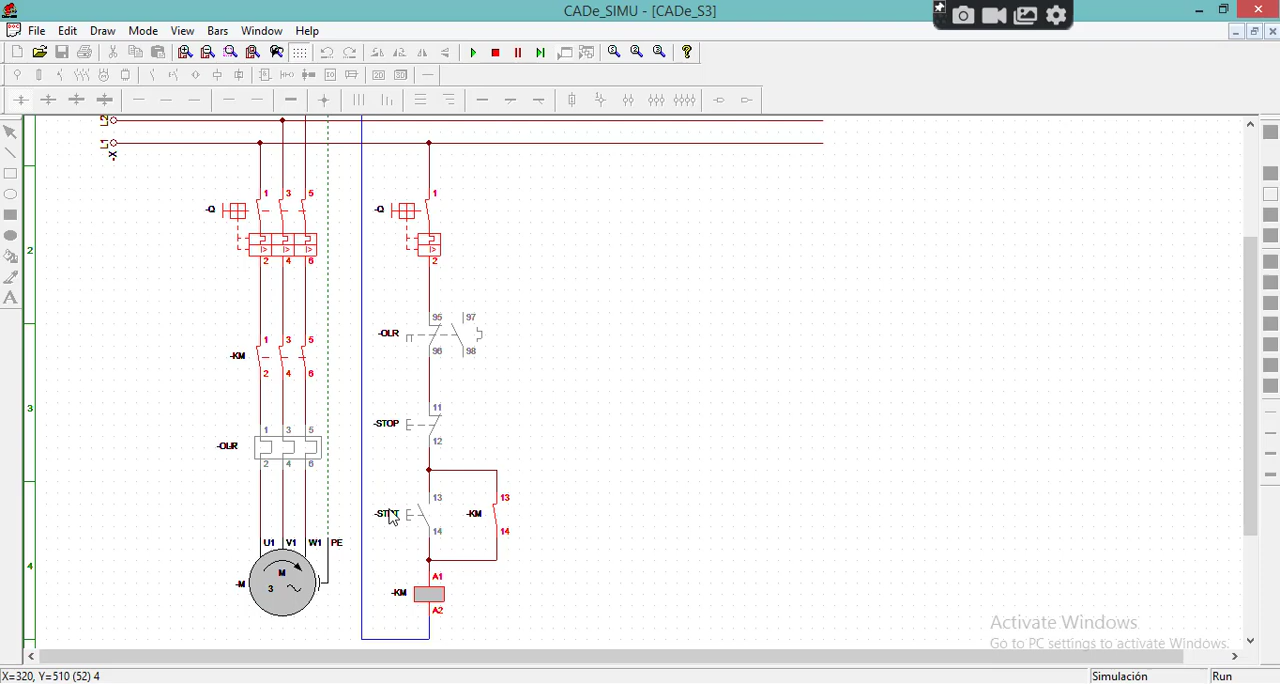 CADe_SIMU - [CADe_S3]
File Edit Draw Mode View Bars Window Help
L2
L1
-X
1 3 5 1
-Q -Q
2 4 6 2
2
95 97
-OLR
96 98
1 3 5
-KM
2 4 6
3
11
-STOP
12
1 3 5
-OLR
2 4 6
13 13
-KM
14 14
U1 V1 W1 PE
4
M
3
-M
A1
-KM
A2
Activate Windows
Go to PC settings to activate Windows.
X=320, Y=510 (52) 4 Simulación Run